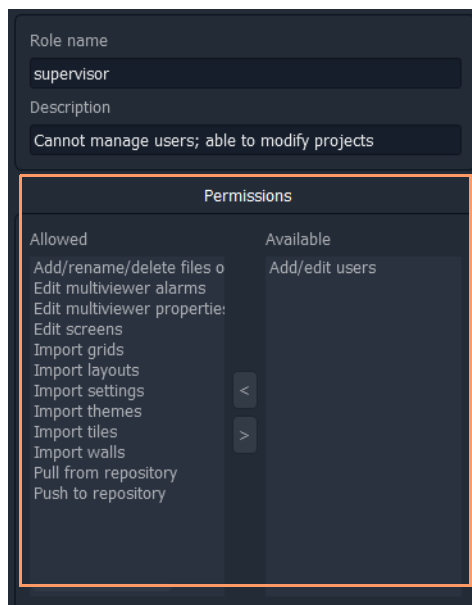 Role name
supervisor
Description
Cannot manage users; able to modify projects
Permissions
Allowed
Add/rename/delete files o
Edit multiviewer alarms
Edit multiviewer properties
Edit screens
Import grids
Import layouts
Import settings
Import themes
Import tiles
Import walls
Pull from repository
Push to repository
<
>
Available
Add/edit users